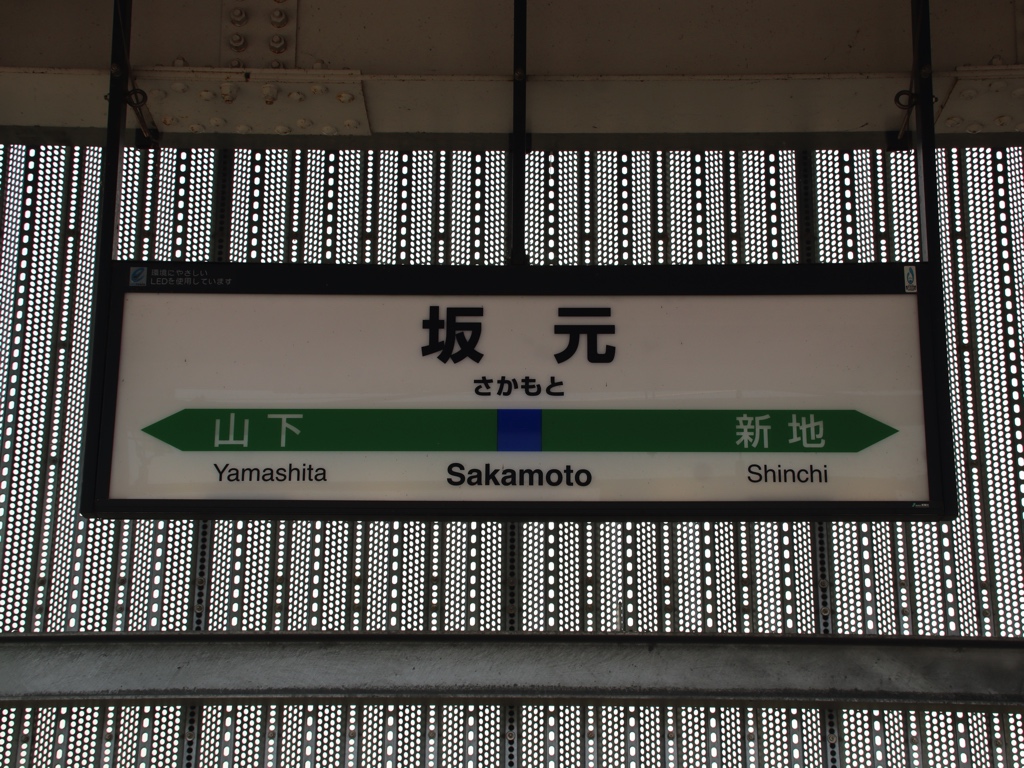 環境にやさしい
LEDを使用しています
坂元
さかもと
山下 新地
Yamashita Sakamoto Shinchi